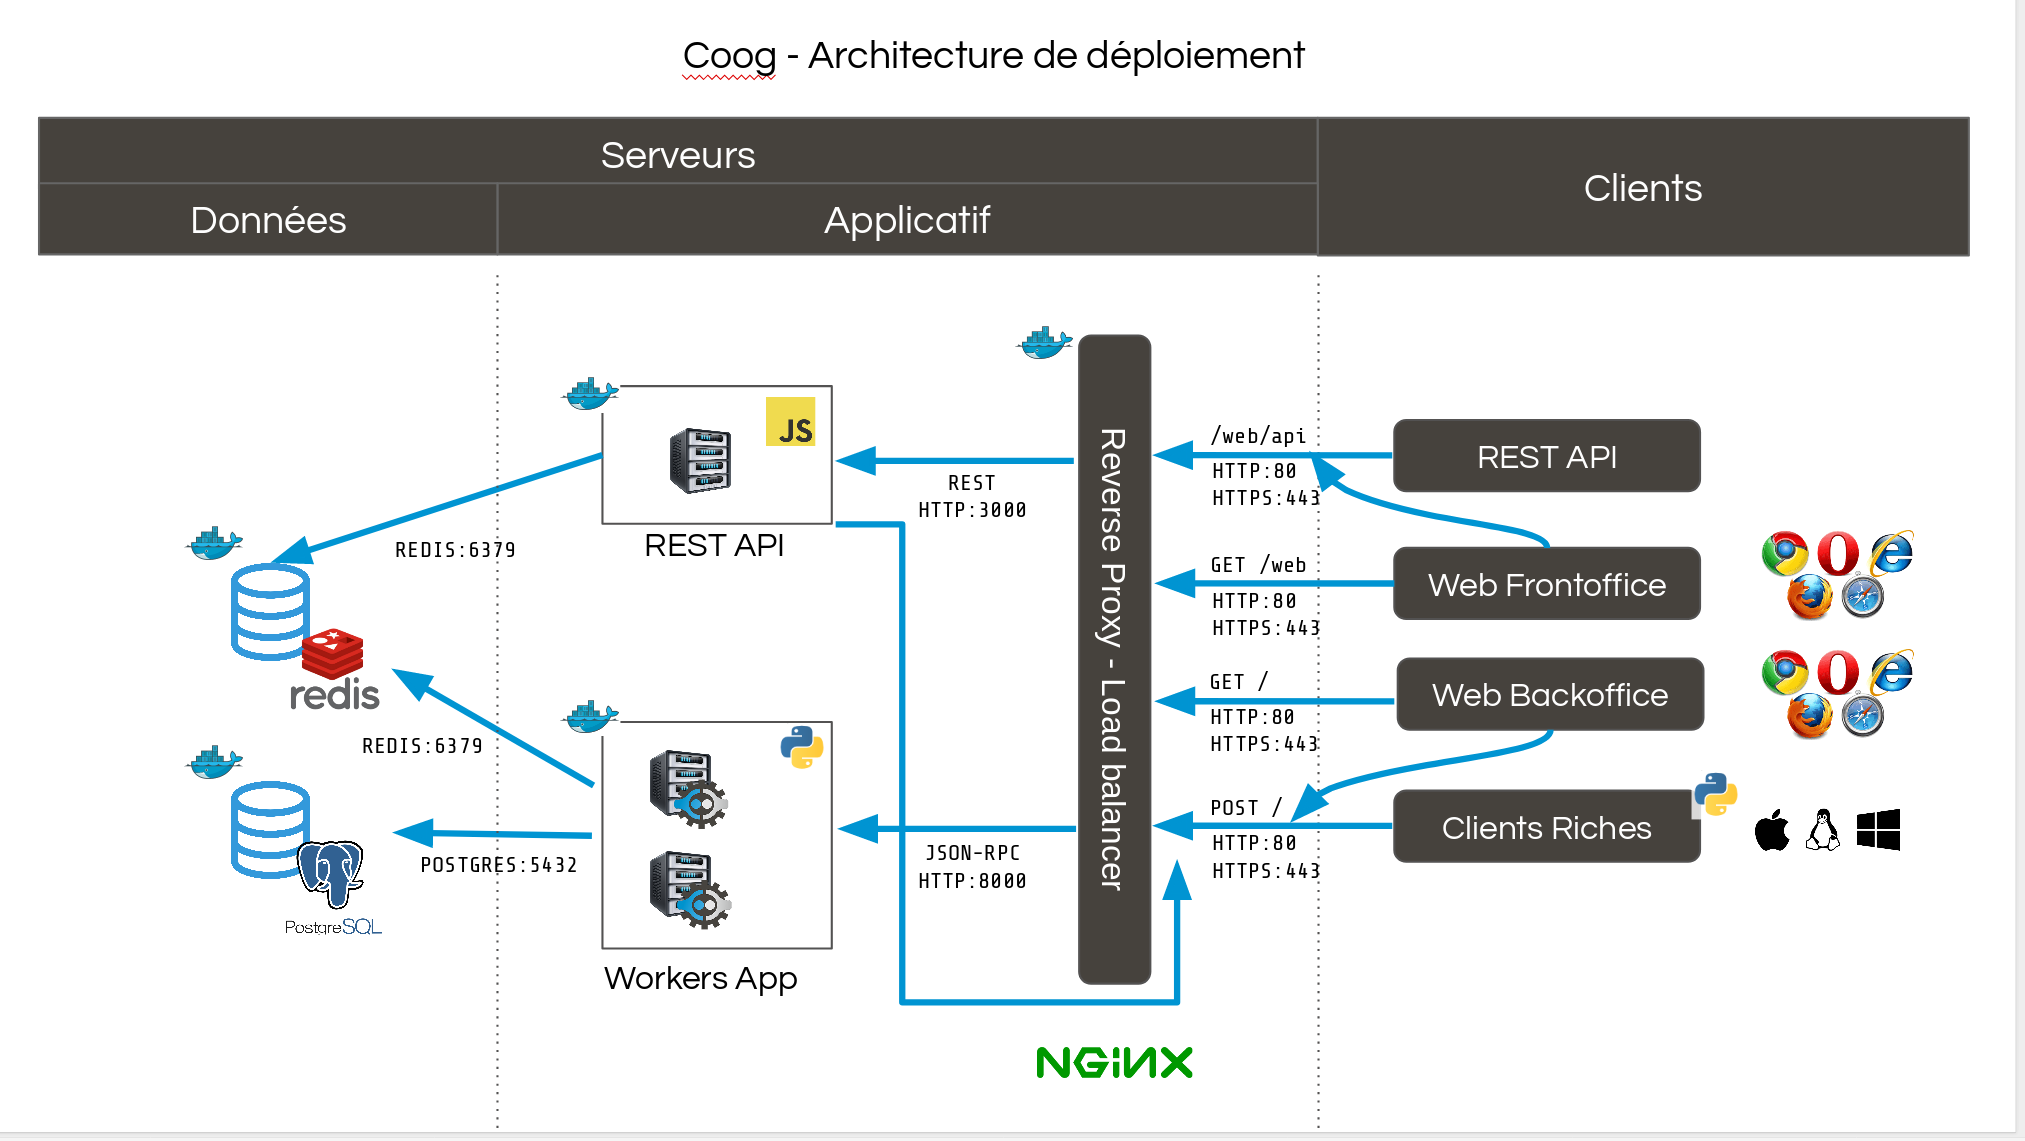 Coog - Architecture de déploiement
Serveurs
Clients
Données
Applicatif
JS
REST API
REDIS:6379
redis
REDIS:6379
POSTGRES:5432
PostgreSQL
Workers App
REST
HTTP:3000
JSON-RPC
HTTP:8000
Reverse Proxy - Load balancer
NGINX
/web/api
HTTP:80
HTTPS:443
GET /web
HTTP:80
HTTPS:443
GET /
HTTP:80
HTTPS:443
POST /
HTTP:80
HTTPS:443
REST API
Web Frontoffice
Web Backoffice
Clients Riches